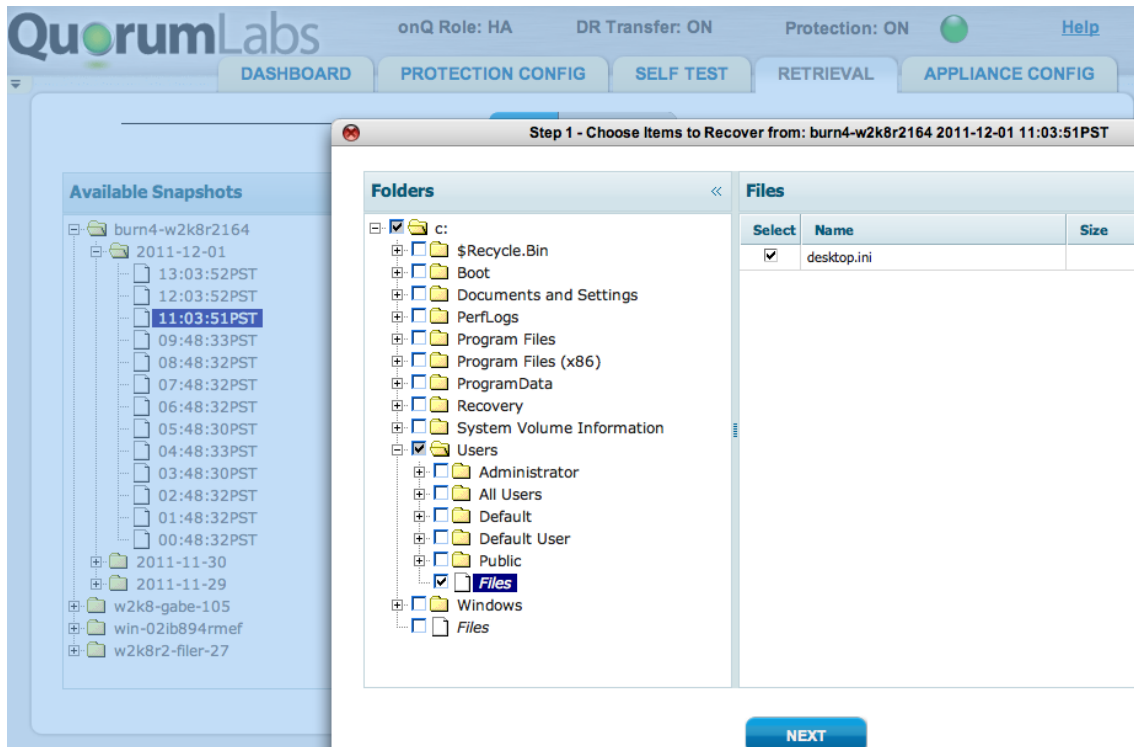 QuorumLabs
onQ Role: HA DR Transfer: ON Protection: ON Help
DASHBOARD PROTECTION CONFIG SELF TEST RETRIEVAL APPLIANCE CONFIG
Step 1 - Choose Items to Recover from: burn4-w2k8r2164 2011-12-01 11:03:51PST
Available Snapshots
burn4-w2k8r2164
2011-12-01
13:03:52PST
12:03:52PST
11:03:51PST
09:48:33PST
08:48:32PST
07:48:32PST
06:48:32PST
05:48:30PST
04:48:33PST
03:48:30PST
02:48:32PST
01:48:32PST
00:48:32PST
2011-11-30
2011-11-29
w2k8-gabe-105
win-02ib894rmef
w2k8r2-filer-27
Folders «
c:
$Recycle.Bin
Boot
Documents and Settings
PerfLogs
Program Files
Program Files (x86)
ProgramData
Recovery
System Volume Information
Users
Administrator
All Users
Default
Default User
Public
Files
Windows
Files
Files
Select Name Size
desktop.ini
NEXT